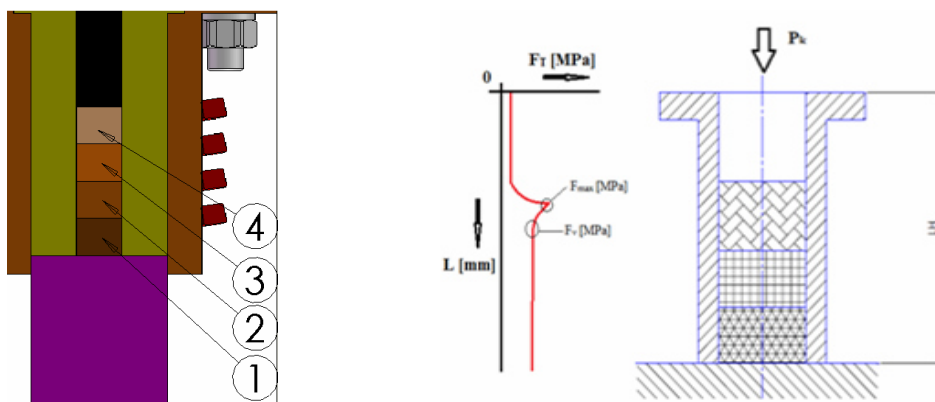 4
3
2
1
F_T [MPa]
0
F_max [MPa]
F_v [MPa]
L [mm]
P_k